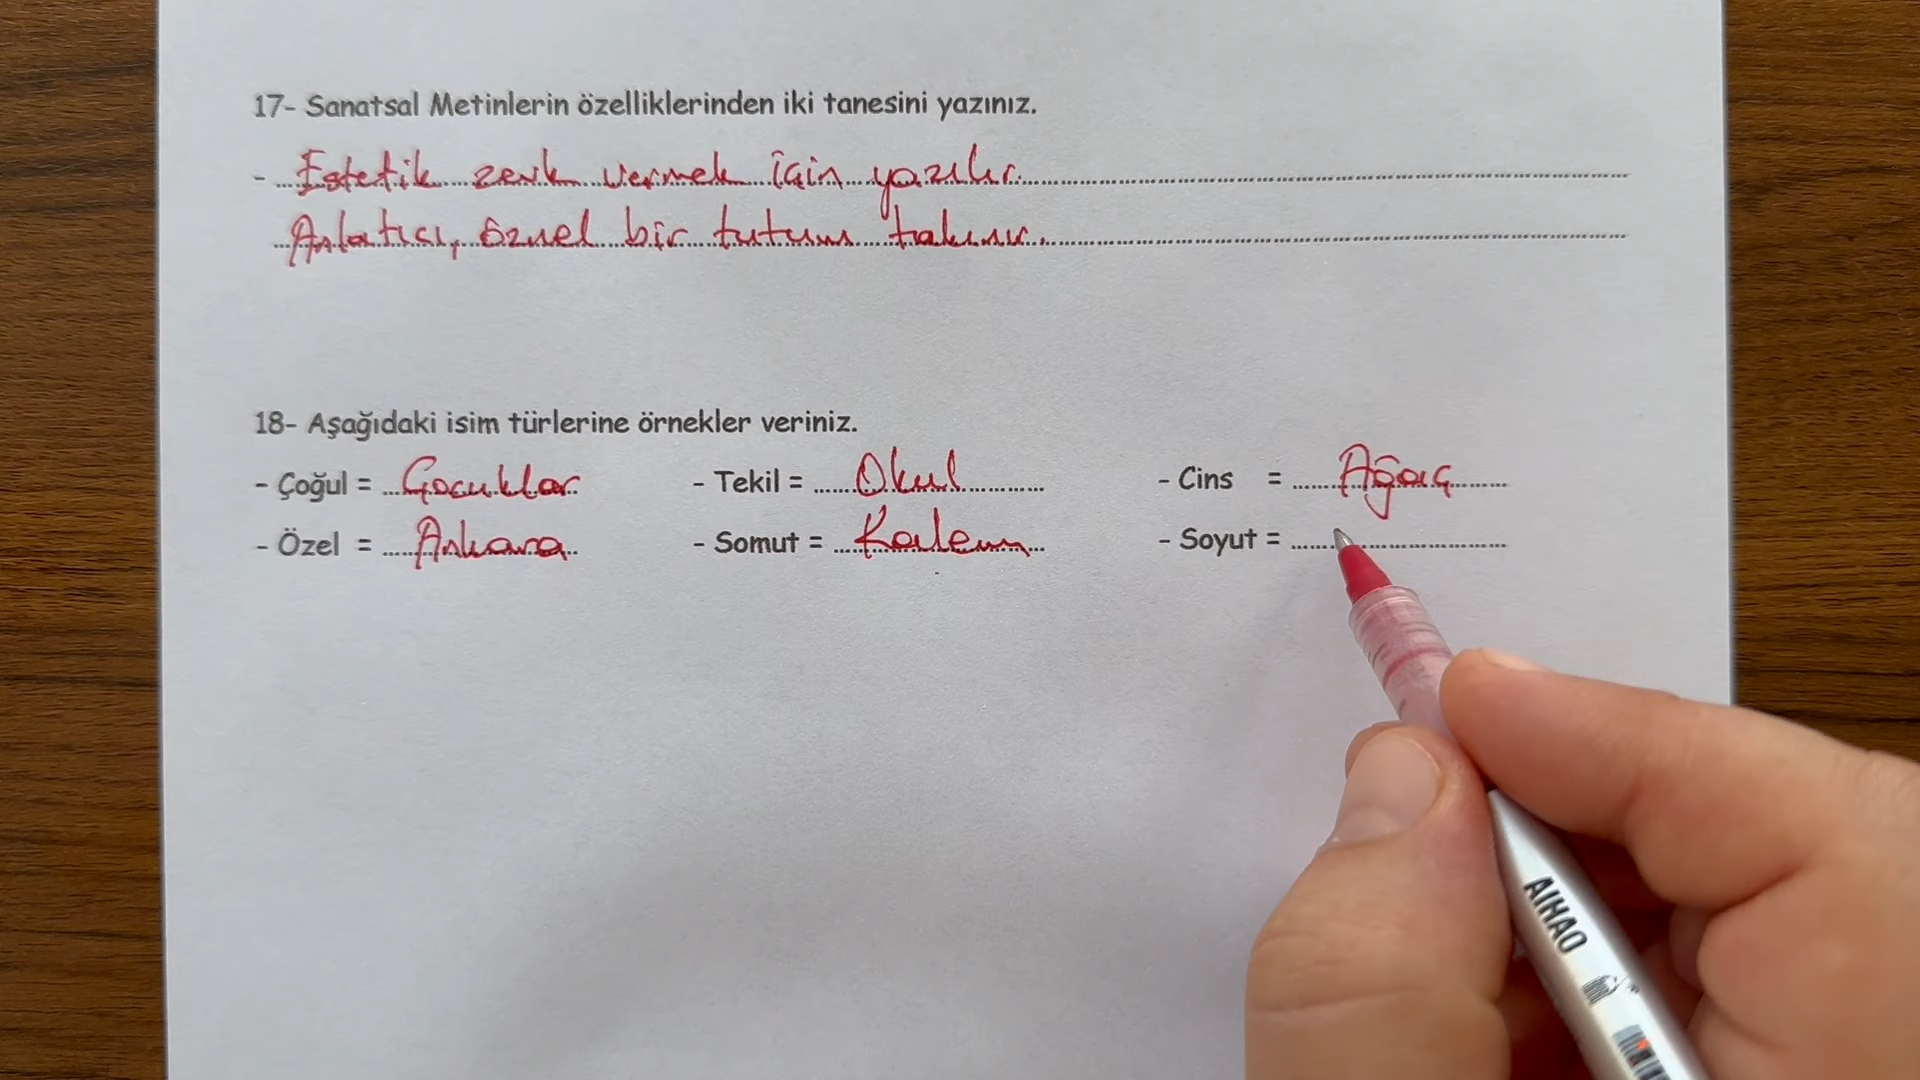 17- Sanatsal Metinlerin özelliklerinden iki tanesini yazınız.
- Estetik zevk vermek için yazılır.
Anlatıcı, öznel bir tutum takınır.
18- Aşağıdaki isim türlerine örnekler veriniz.
- Çoğul = Çocuklar - Tekil = Okul - Cins = Ağaç
- Özel = Ankara - Somut = Kalem - Soyut =
AIHAO